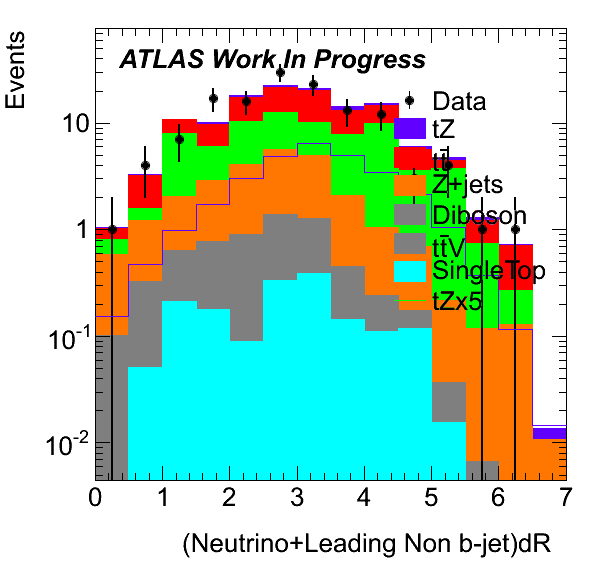 Events
ATLAS Work In Progress
Data
tZ
tt̄
Z+jets
Diboson
tt̄V
SingleTop
tZx5
10
1
10⁻¹
10⁻²
0 1 2 3 4 5 6 7
(Neutrino+Leading Non b-jet)dR